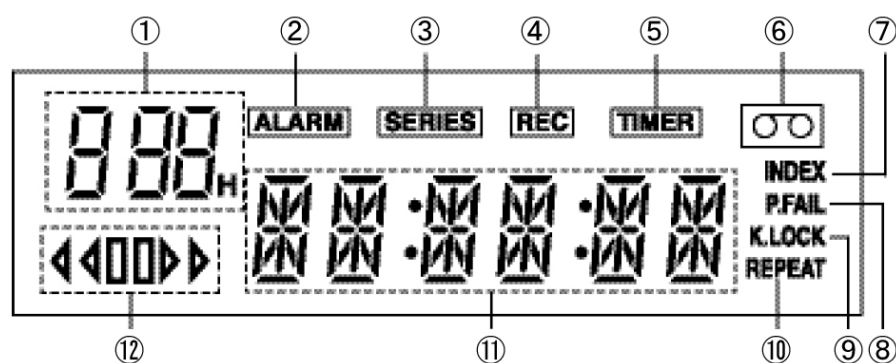 ① ② ③ ④ ⑤ ⑥ ⑦
888H ALARM SERIES REC TIMER
INDEX
P.FAIL
K.LOCK
REPEAT
⑫ ⑪ ⑩ ⑨ ⑧